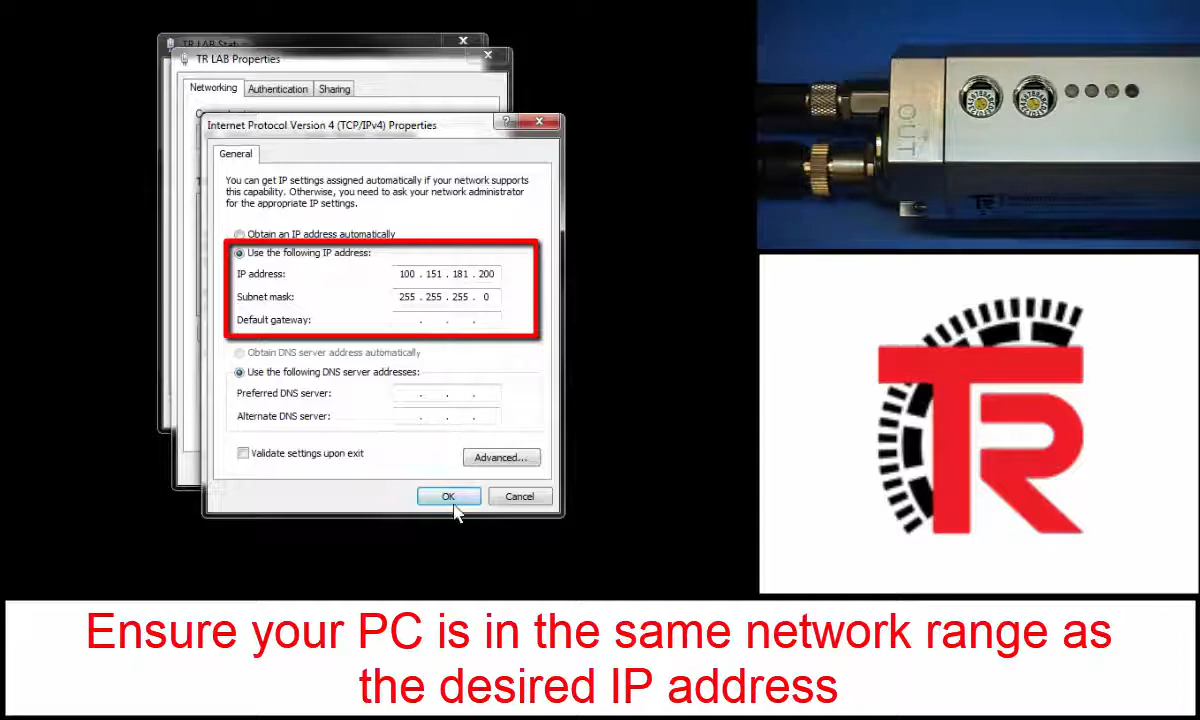 TR LAB Stat
TR LAB Properties
Networking Authentication Sharing
Internet Protocol Version 4 (TCP/IPv4) Properties
General
You can get IP settings assigned automatically if your network supports
this capability. Otherwise, you need to ask your network administrator
for the appropriate IP settings.
Obtain an IP address automatically
Use the following IP address:
IP address: 100 . 151 . 181 . 200
Subnet mask: 255 . 255 . 255 . 0
Default gateway: . . .
Obtain DNS server address automatically
Use the following DNS server addresses:
Preferred DNS server: . . .
Alternate DNS server: . . .
Validate settings upon exit
Advanced...
OK Cancel
OUT
TR
TR
Ensure your PC is in the same network range as
the desired IP address